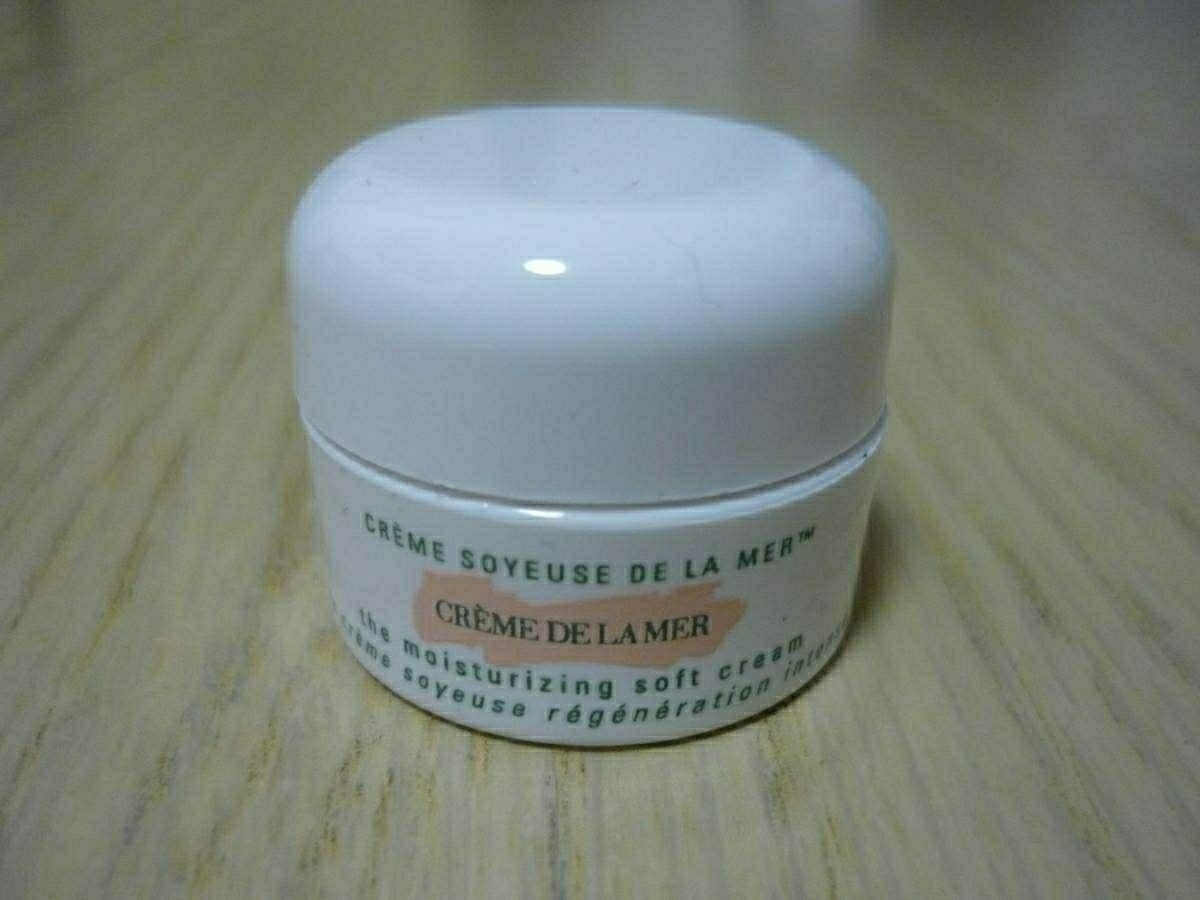 CRÈME SOYEUSE DE LA MER™
CRÈME DE LA MER
the moisturizing soft cream
crème soyeuse régénération